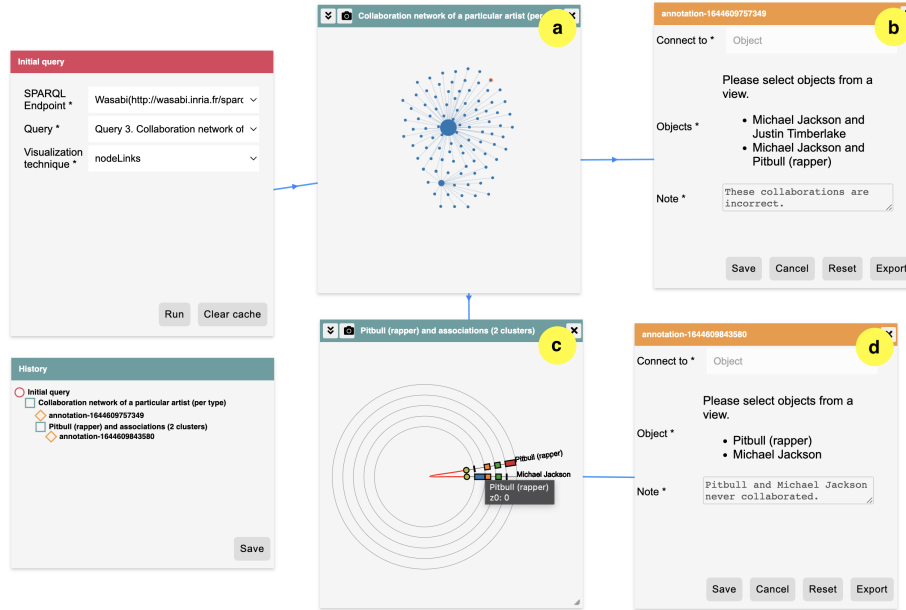 Initial query
SPARQL
Endpoint *
Wasabi(http://wasabi.inria.fr/sparc
Query *
Query 3. Collaboration network of
Visualization
technique *
nodeLinks
Run
Clear cache
History
Initial query
Collaboration network of a particular artist (per type)
annotation-1644609757349
Pitbull (rapper) and associations (2 clusters)
annotation-1644609843580
Save
Collaboration network of a particular artist (per
a
annotation-1644609757349
b
Connect to *
Object
Please select objects from a
view.
Objects *
• Michael Jackson and
Justin Timberlake
• Michael Jackson and
Pitbull (rapper)
Note *
These collaborations are
incorrect.
Save
Cancel
Reset
Export
Pitbull (rapper) and associations (2 clusters)
c
Pitbull (rapper)
Michael Jackson
Pitbull (rapper)
z0: 0
annotation-1644609843580
d
Connect to *
Object
Please select objects from a
view.
Object *
• Pitbull (rapper)
• Michael Jackson
Note *
Pitbull and Michael Jackson
never collaborated.
Save
Cancel
Reset
Export